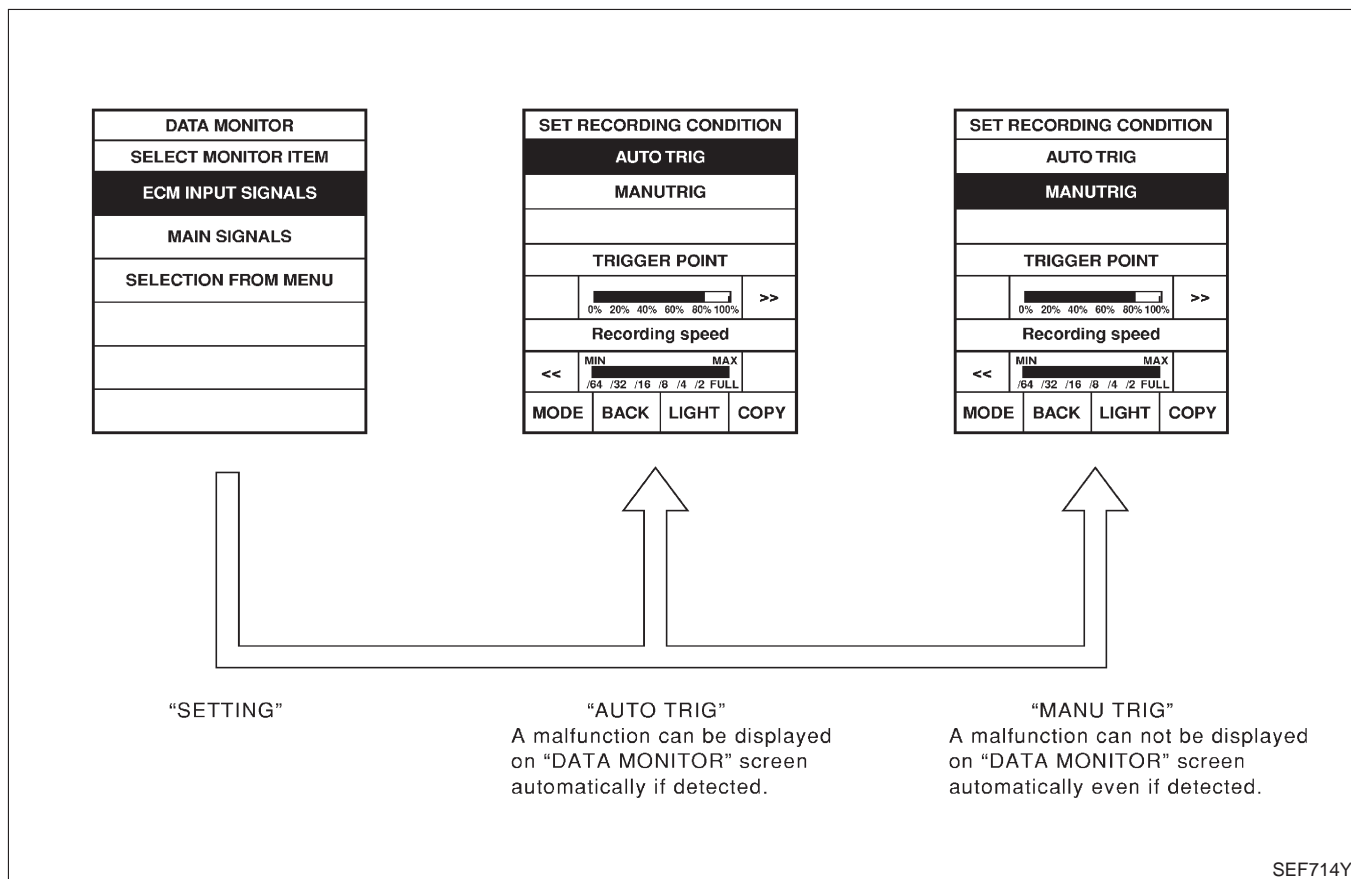 DATA MONITOR
SELECT MONITOR ITEM
ECM INPUT SIGNALS
MAIN SIGNALS
SELECTION FROM MENU
SET RECORDING CONDITION
AUTO TRIG
MANUTRIG
TRIGGER POINT
>>
0% 20% 40% 60% 80% 100%
Recording speed
MIN MAX
<<
/64 /32 /16 /8 /4 /2 FULL
MODE BACK LIGHT COPY
SET RECORDING CONDITION
AUTO TRIG
MANUTRIG
TRIGGER POINT
>>
0% 20% 40% 60% 80% 100%
Recording speed
MIN MAX
<<
/64 /32 /16 /8 /4 /2 FULL
MODE BACK LIGHT COPY
“SETTING”
“AUTO TRIG”
A malfunction can be displayed
on “DATA MONITOR” screen
automatically if detected.
“MANU TRIG”
A malfunction can not be displayed
on “DATA MONITOR” screen
automatically even if detected.
SEF714Y